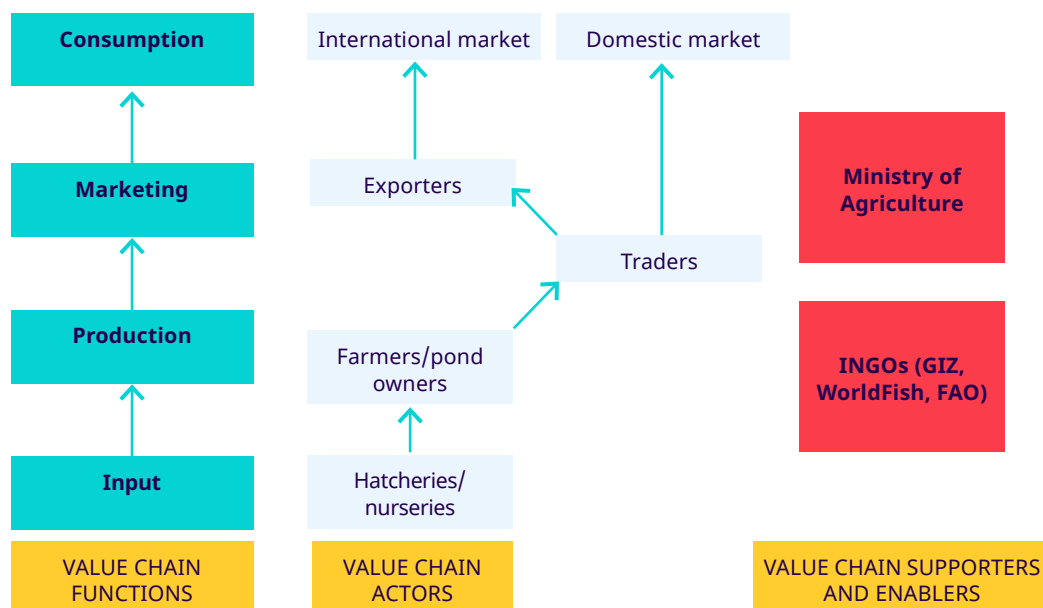 Consumption
International market
Domestic market
Marketing
Exporters
Ministry of
Agriculture
Traders
Production
Farmers/pond
owners
INGOs (GIZ,
WorldFish, FAO)
Input
Hatcheries/
nurseries
VALUE CHAIN
FUNCTIONS
VALUE CHAIN
ACTORS
VALUE CHAIN SUPPORTERS
AND ENABLERS